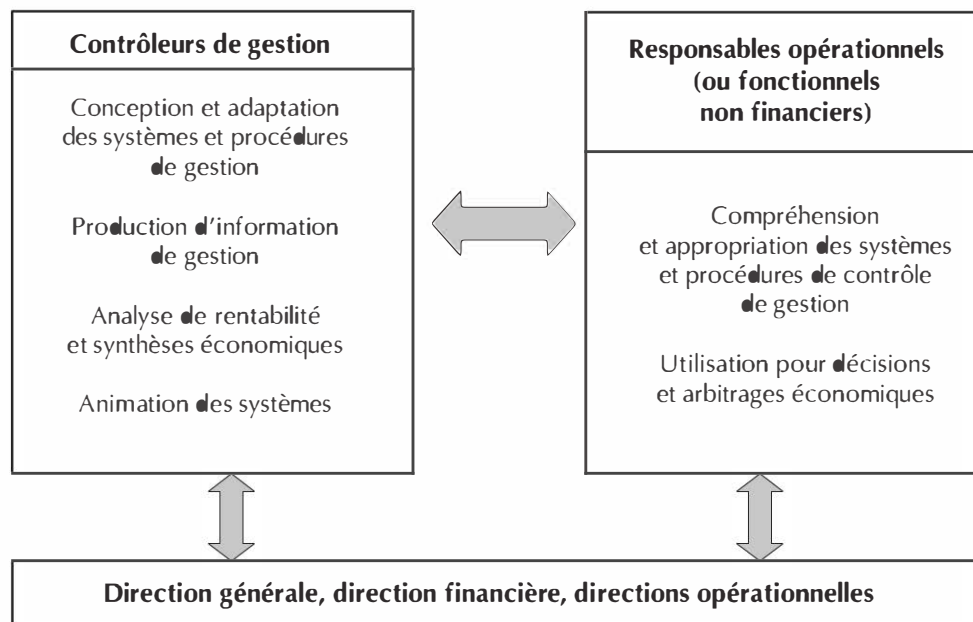 Contrôleurs de gestion
Conception et adaptation
des systèmes et procédures
de gestion
Production d'information
de gestion
Analyse de rentabilité
et synthèses économiques
Animation des systèmes
Responsables opérationnels
(ou fonctionnels
non financiers)
Compréhension
et appropriation des systèmes
et procédures de contrôle
de gestion
Utilisation pour décisions
et arbitrages économiques
Direction générale, direction financière, directions opérationnelles